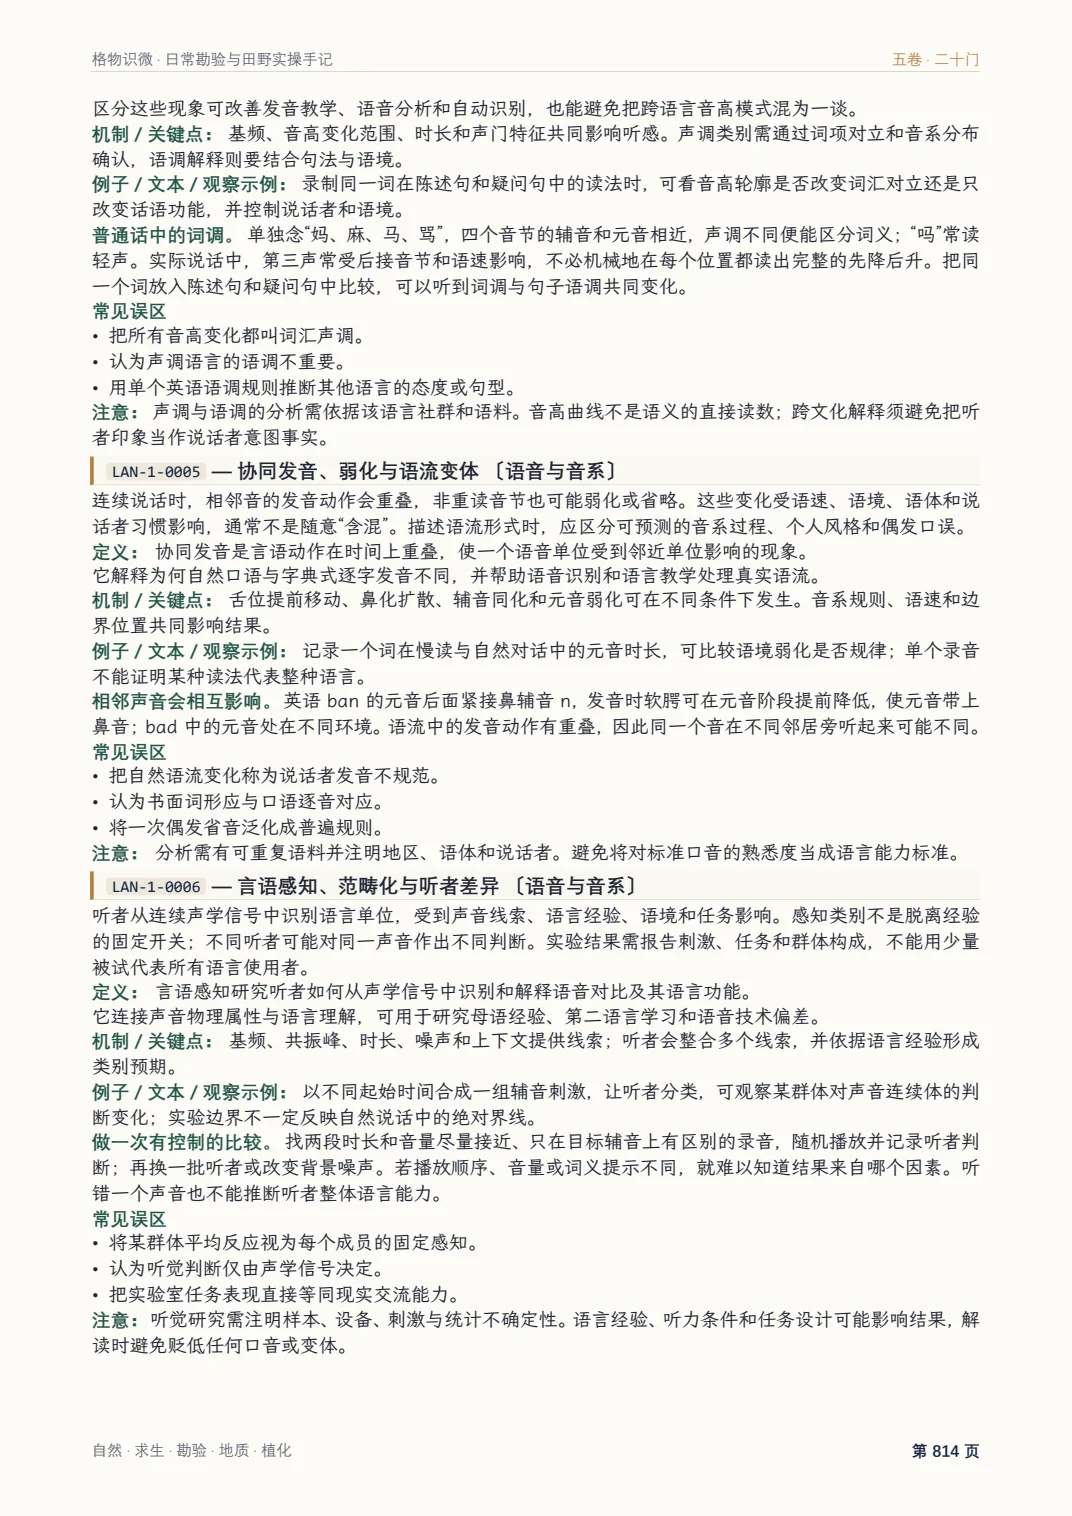 格物识微 · 日常勘验与田野实操手记
五卷 · 二十门
区分这些现象可改善发音教学、语音分析和自动识别，也能避免把跨语言音高模式混为一谈。
机制 / 关键点： 基频、音高变化范围、时长和声门特征共同影响听感。声调类别需通过词项对立和音系分布
确认，语调解释则要结合句法与语境。
例子 / 文本 / 观察示例： 录制同一词在陈述句和疑问句中的读法时，可看音高轮廓是否改变词汇对立还是只
改变话语功能，并控制说话者和语境。
普通话中的词调。 单独念“妈、麻、马、骂”，四个音节的辅音和元音相近，声调不同便能区分词义；“吗”常读
轻声。实际说话中，第三声常受后接音节和语速影响，不必机械地在每个位置都读出完整的先降后升。把同
一个词放入陈述句和疑问句中比较，可以听到词调与句子语调共同变化。
常见误区
• 把所有音高变化都叫词汇声调。
• 认为声调语言的语调不重要。
• 用单个英语语调规则推断其他语言的态度或句型。
注意： 声调与语调的分析需依据该语言社群和语料。音高曲线不是语义的直接读数；跨文化解释须避免把听
者印象当作说话者意图事实。
LAN-1-0005 — 协同发音、弱化与语流变体 〔语音与音系〕
连续说话时，相邻音的发音动作会重叠，非重读音节也可能弱化或省略。这些变化受语速、语境、语体和说
话者习惯影响，通常不是随意“含混”。描述语流形式时，应区分可预测的音系过程、个人风格和偶发口误。
定义： 协同发音是言语动作在时间上重叠，使一个语音单位受到邻近单位影响的现象。
它解释为何自然口语与字典式逐字发音不同，并帮助语音识别和语言教学处理真实语流。
机制 / 关键点： 舌位提前移动、鼻化扩散、辅音同化和元音弱化可在不同条件下发生。音系规则、语速和边
界位置共同影响结果。
例子 / 文本 / 观察示例： 记录一个词在慢读与自然对话中的元音时长，可比较语境弱化是否规律；单个录音
不能证明某种读法代表整种语言。
相邻声音会相互影响。 英语 ban 的元音后面紧接鼻辅音 n，发音时软腭可在元音阶段提前降低，使元音带上
鼻音；bad 中的元音处在不同环境。语流中的发音动作有重叠，因此同一个音在不同邻居旁听起来可能不同。
常见误区
• 把自然语流变化称为说话者发音不规范。
• 认为书面词形应与口语逐音对应。
• 将一次偶发省音泛化成普遍规则。
注意： 分析需有可重复语料并注明地区、语体和说话者。避免将对标准口音的熟悉度当成语言能力标准。
LAN-1-0006 — 言语感知、范畴化与听者差异 〔语音与音系〕
听者从连续声学信号中识别语言单位，受到声音线索、语言经验、语境和任务影响。感知类别不是脱离经验
的固定开关；不同听者可能对同一声音作出不同判断。实验结果需报告刺激、任务和群体构成，不能用少量
被试代表所有语言使用者。
定义： 言语感知研究听者如何从声学信号中识别和解释语音对比及其语言功能。
它连接声音物理属性与语言理解，可用于研究母语经验、第二语言学习和语音技术偏差。
机制 / 关键点： 基频、共振峰、时长、噪声和上下文提供线索；听者会整合多个线索，并依据语言经验形成
类别预期。
例子 / 文本 / 观察示例： 以不同起始时间合成一组辅音刺激，让听者分类，可观察某群体对声音连续体的判
断变化；实验边界不一定反映自然说话中的绝对界线。
做一次有控制的比较。 找两段时长和音量尽量接近、只在目标辅音上有区别的录音，随机播放并记录听者判
断；再换一批听者或改变背景噪声。若播放顺序、音量或词义提示不同，就难以知道结果来自哪个因素。听
错一个声音也不能推断听者整体语言能力。
常见误区
• 将某群体平均反应视为每个成员的固定感知。
• 认为听觉判断仅由声学信号决定。
• 把实验室任务表现直接等同现实交流能力。
注意： 听觉研究需注明样本、设备、刺激与统计不确定性。语言经验、听力条件和任务设计可能影响结果，解
读时避免贬低任何口音或变体。
自然 · 求生 · 勘验 · 地质 · 植化
第 814 页